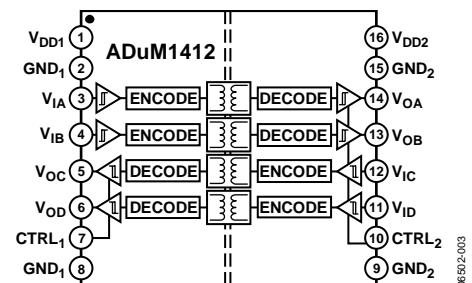 ADuM1412
VDD1 1 16 VDD2
GND1 2 15 GND2
VIA 3 ENCODE DECODE 14 VOA
VIB 4 ENCODE DECODE 13 VOB
VOC 5 DECODE ENCODE 12 VIC
VOD 6 DECODE ENCODE 11 VID
CTRL1 7 10 CTRL2
GND1 8 9 GND2
06502-003